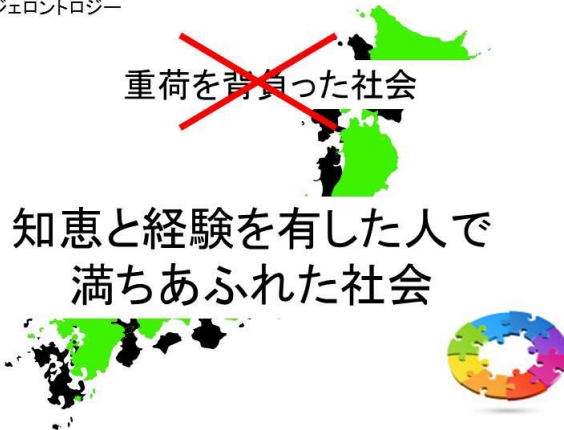 ジェロントロジー
重荷を背負った社会
知恵と経験を有した人で
満ちあふれた社会